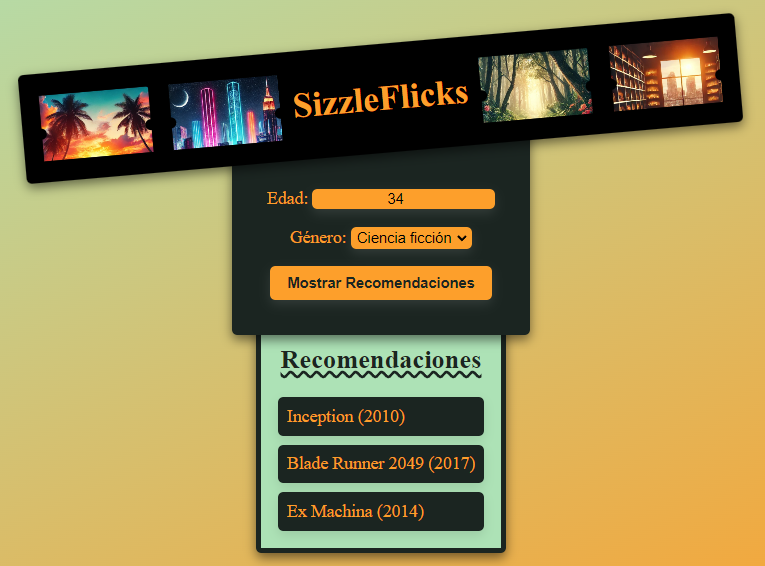 SizzleFlicks
Edad: 34
Género: Ciencia ficción
Mostrar Recomendaciones
Recomendaciones
Inception (2010)
Blade Runner 2049 (2017)
Ex Machina (2014)